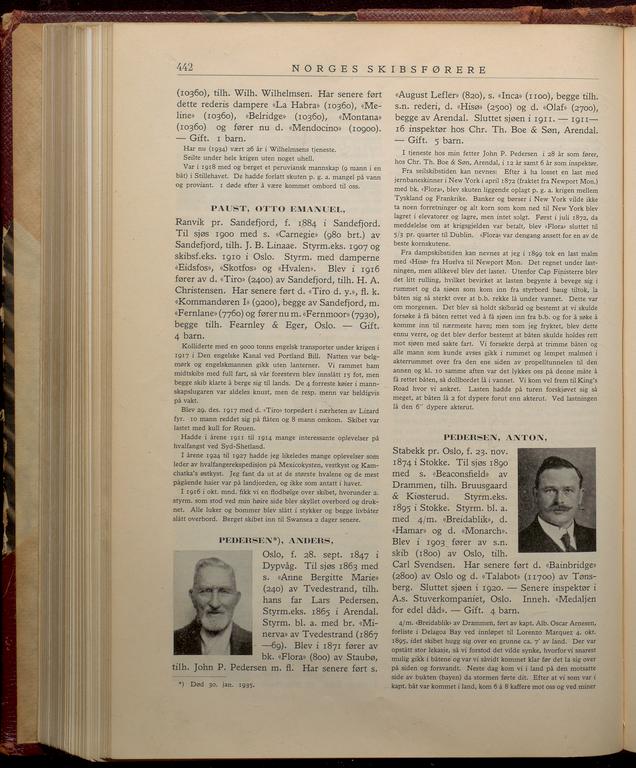 442
NORGES SKIBSFØRERE
(10360), tilh. Wilh. Wilhelmsen. Har senere ført
dette rederis dampere «La Habra» (10360), «Me-
line» (10360), «Belridge» (10360), «Montana»
(10360) og fører nu d. «Mendocino» (10900).
— Gift. 1 barn.
Har nu (1934) vært 26 år i Wilhelmsens tjeneste.
Seilte under hele krigen uten noget uhell.
Var i 1918 med og berget et peruviansk mannskap (9 mann i en
båt) i Stillehavet. De hadde forlatt skuten p. g. a. mangel på vann
og proviant. 1 døde efter å være kommet ombord til oss.
PAUST, OTTO EMANUEL,
Ranvik pr. Sandefjord, f. 1884 i Sandefjord.
Til sjøs 1900 med s. «Carnegie» (980 brt.) av
Sandefjord, tilh. J. B. Linaae. Styrm.eks. 1907 og
skibsf.eks. 1910 i Oslo. Styrm. med damperne
«Eidsfos», «Skotfos» og «Hvalen». Blev i 1916
fører av d. «Tiro» (2400) av Sandefjord, tilh. H. A.
Christensen. Har senere ført d. «Tiro d. y.», fl. k.
«Kommandøren I» (9200), begge av Sandefjord, m.
«Fernlane» (7760) og fører nu m. «Fernmoor» (7930),
begge tilh. Fearnley & Eger, Oslo. — Gift.
4 barn.
Kolliderte med en 9000 tonns engelsk transporter under krigen i
1917 i Den engelske Kanal ved Portland Bill. Natten var belg-
mørk og engelskmannen gikk uten lanterner. Vi rammet ham
midtskibs med full fart, så vår forestevn blev innslått 15 fot, men
begge skib klarte å berge sig til lands. De 4 forreste køier i mann-
skapslugaren var aldeles knust, men de resp. menn var heldigvis
på vakt.
Blev 29. des. 1917 med d. «Tiro» torpedert i nærheten av Lizard
fyr. 10 mann reddet sig på flåten og 8 mann omkom. Skibet var
lastet med kull for Rouen.
Hadde i årene 1911 til 1914 mange interessante oplevelser på
hvalfangst ved Syd-Shetland.
I årene 1924 til 1927 hadde jeg likeledes mange oplevelser som
leder av hvalfangerekspedisjon på Mexicokysten, vestkyst og Kam-
chatka's østkyst. Jeg fant da ut at de største hvalene og de mest
pågående haier var på landjorden, og ikke som antatt i havet.
I 1916 i okt. mnd. fikk vi en flodbølge over skibet, hvorunder 2.
styrm. som stod ved min høire side blev skyllet overbord og druk-
net. Alle luker og bommer blev slått i stykker og begge livbåter
slått overbord. Berget skibet inn til Swansea 2 dager senere.
PEDERSEN*), ANDERS,
Oslo, f. 28. sept. 1847 i
Dypvåg. Til sjøs 1863 med
s. «Anne Bergitte Marie»
(240) av Tvedestrand, tilh.
hans far Lars Pedersen.
Styrm.eks. 1865 i Arendal.
Styrm. bl. a. med br. «Mi-
nerva» av Tvedestrand (1867
—69). Blev i 1871 fører av
bk. «Flora» (800) av Staubø,
tilh. John P. Pedersen m. fl. Har senere ført s.
*) Død 30. jan. 1935.
«August Lefler» (820), s. «Inca» (1100), begge tilh.
s.n. rederi, d. «Hisø» (2500) og d. «Olaf» (2700),
begge av Arendal. Sluttet sjøen i 1911. — 1911—
16 inspektør hos Chr. Th. Boe & Søn, Arendal.
— Gift. 5 barn.
I tjeneste hos min fetter John P. Pedersen i 28 år som fører,
hos Chr. Th. Boe & Søn, Arendal, i 12 år samt 6 år som inspektør.
Fra seilskibstiden kan nevnes: Efter å ha losset en last med
jernbaneskinner i New York i april 1872 (fraktet fra Newport Mon.)
med bk. «Flora», blev skuten liggende oplagt p. g. a. krigen mellem
Tyskland og Frankrike. Banker og børser i New York vilde ikke
ta noen forretninger og alt korn som kom ned til New York blev
lagret i elevatorer og lagre, men intet solgt. Først i juli 1872, da
meddelelse om at krigsgjelden var betalt, blev «Flora» sluttet til
5/3 pr. quarter til Dublin. «Flora» var dengang ansett for en av de
beste kornskutene.
Fra dampskibstiden kan nevnes at jeg i 1899 tok en last malm
med «Hisø» fra Huelva til Newport Mon. Det regnet under last-
ningen, men allikevel blev det lastet. Utenfor Cap Finisterre blev
det litt rulling, hvilket bevirket at lasten begynte å bevege sig i
rummet og da sjøen som kom inn fra styrbord baug tiltok, la
båten sig så sterkt over at b.b. rekke lå under vannet. Dette var
om morgenen. Det blev så holdt skibsråd og bestemt at vi skulde
forsøke å få båten rettet ved å få sjøen inn fra b.b. og for å søke å
komme inn til nærmeste havn; men som jeg fryktet, blev dette
ennu verre, og det blev derfor bestemt at båten skulde holdes rett
mot sjøen med sakte fart. Vi forsøkte derpå at trimme båten og
alle mann som kunde avses gikk i rummet og lempet malmen i
akterrummet over fra den ene siden av propelltunnelen til den
annen og kl. 10 samme aften var det lykkes oss på denne måte å
få rettet båten, så dollbordet lå i vannet. Vi kom vel frem til King's
Road hvor vi ankret. Lasten hadde på turen forskjøvet sig så
meget, at båten lå 2 fot dypere forut enn akterut. Ved lastningen
lå den 6" dypere akterut.
PEDERSEN, ANTON,
Stabekk pr. Oslo, f. 23. nov.
1874 i Stokke. Til sjøs 1890
med s. «Beaconsfield» av
Drammen, tilh. Bruusgaard
& Kiøsterud. Styrm.eks.
1895 i Stokke. Styrm. bl. a.
med 4/m. «Breidablik», d.
«Hamar» og d. «Monarch».
Blev i 1903 fører av s.n.
skib (1800) av Oslo, tilh.
Carl Svendsen. Har senere ført d. «Bainbridge»
(2800) av Oslo og d. «Talabot» (11700) av Tøns-
berg. Sluttet sjøen i 1920. — Senere inspektør i
A.s. Stuverkompaniet, Oslo. Inneh. «Medaljen
for edel dåd». — Gift. 4 barn.
4/m. «Breidablik» av Drammen, ført av kapt. Alb. Oscar Arnesen,
forliste i Delagoa Bay ved innløpet til Lorenzo Marquez 4. okt.
1895, idet skibet hugg sig over en grunne ca. 7' av land. Der var
opstått stor lekasje, så vi forstod det vilde synke, hvorfor vi snarest
mulig gikk i båtene og var vi såvidt kommet klar før det la sig over
på siden og forsvandt. Neste dag kom vi i land på den motsatte
side av bukten (bayen) da stormen førte dit. Efter at vi som var i
kapt. båt var kommet i land, kom 6 à 8 kaffere mot oss og ved miner